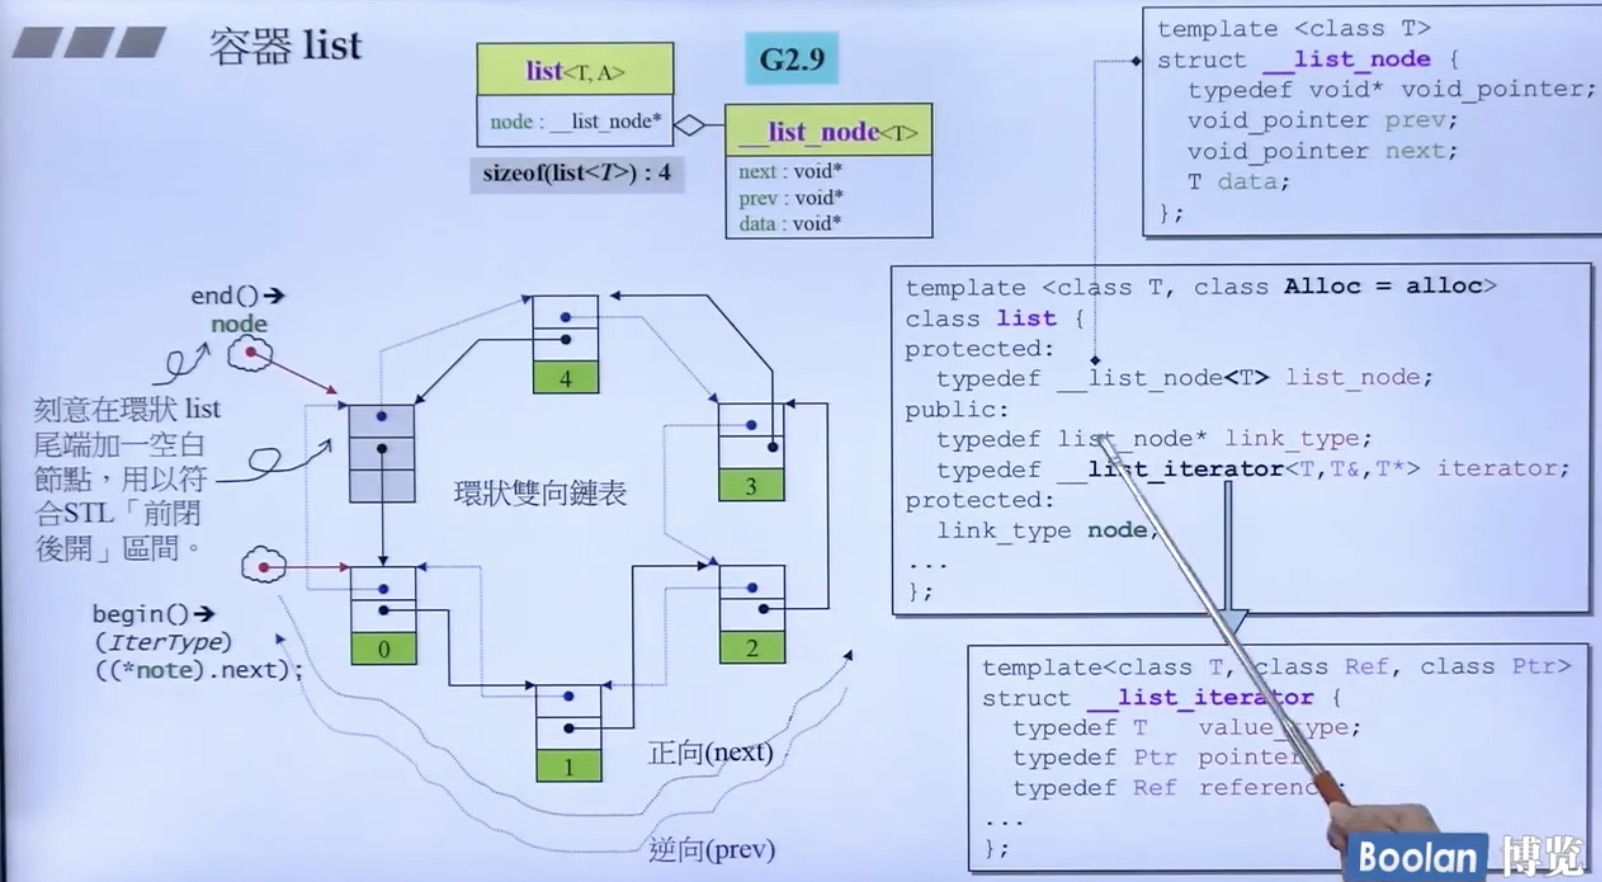 容器 list
list<T, A>
node : __list_node*
sizeof(list<T>) : 4
G2.9
__list_node<T>
next : void*
prev : void*
data : void*
template <class T>
struct __list_node {
typedef void* void_pointer;
void_pointer prev;
void_pointer next;
T data;
};
template <class T, class Alloc = alloc>
class list {
protected:
typedef __list_node<T> list_node;
public:
typedef list_node* link_type;
typedef __list_iterator<T,T&,T*> iterator;
protected:
link_type node;
...
};
template<class T, class Ref, class Ptr>
struct __list_iterator {
typedef T value_type;
typedef Ptr pointer
typedef Ref reference;
...
};
end()➔
node
刻意在環狀 list
尾端加一空白
節點，用以符
合STL「前閉
後開」區間。
begin()➔
(IterType)
((*note).next);
環狀雙向鏈表
4
3
2
1
0
正向(next)
逆向(prev)
Boolan 博览